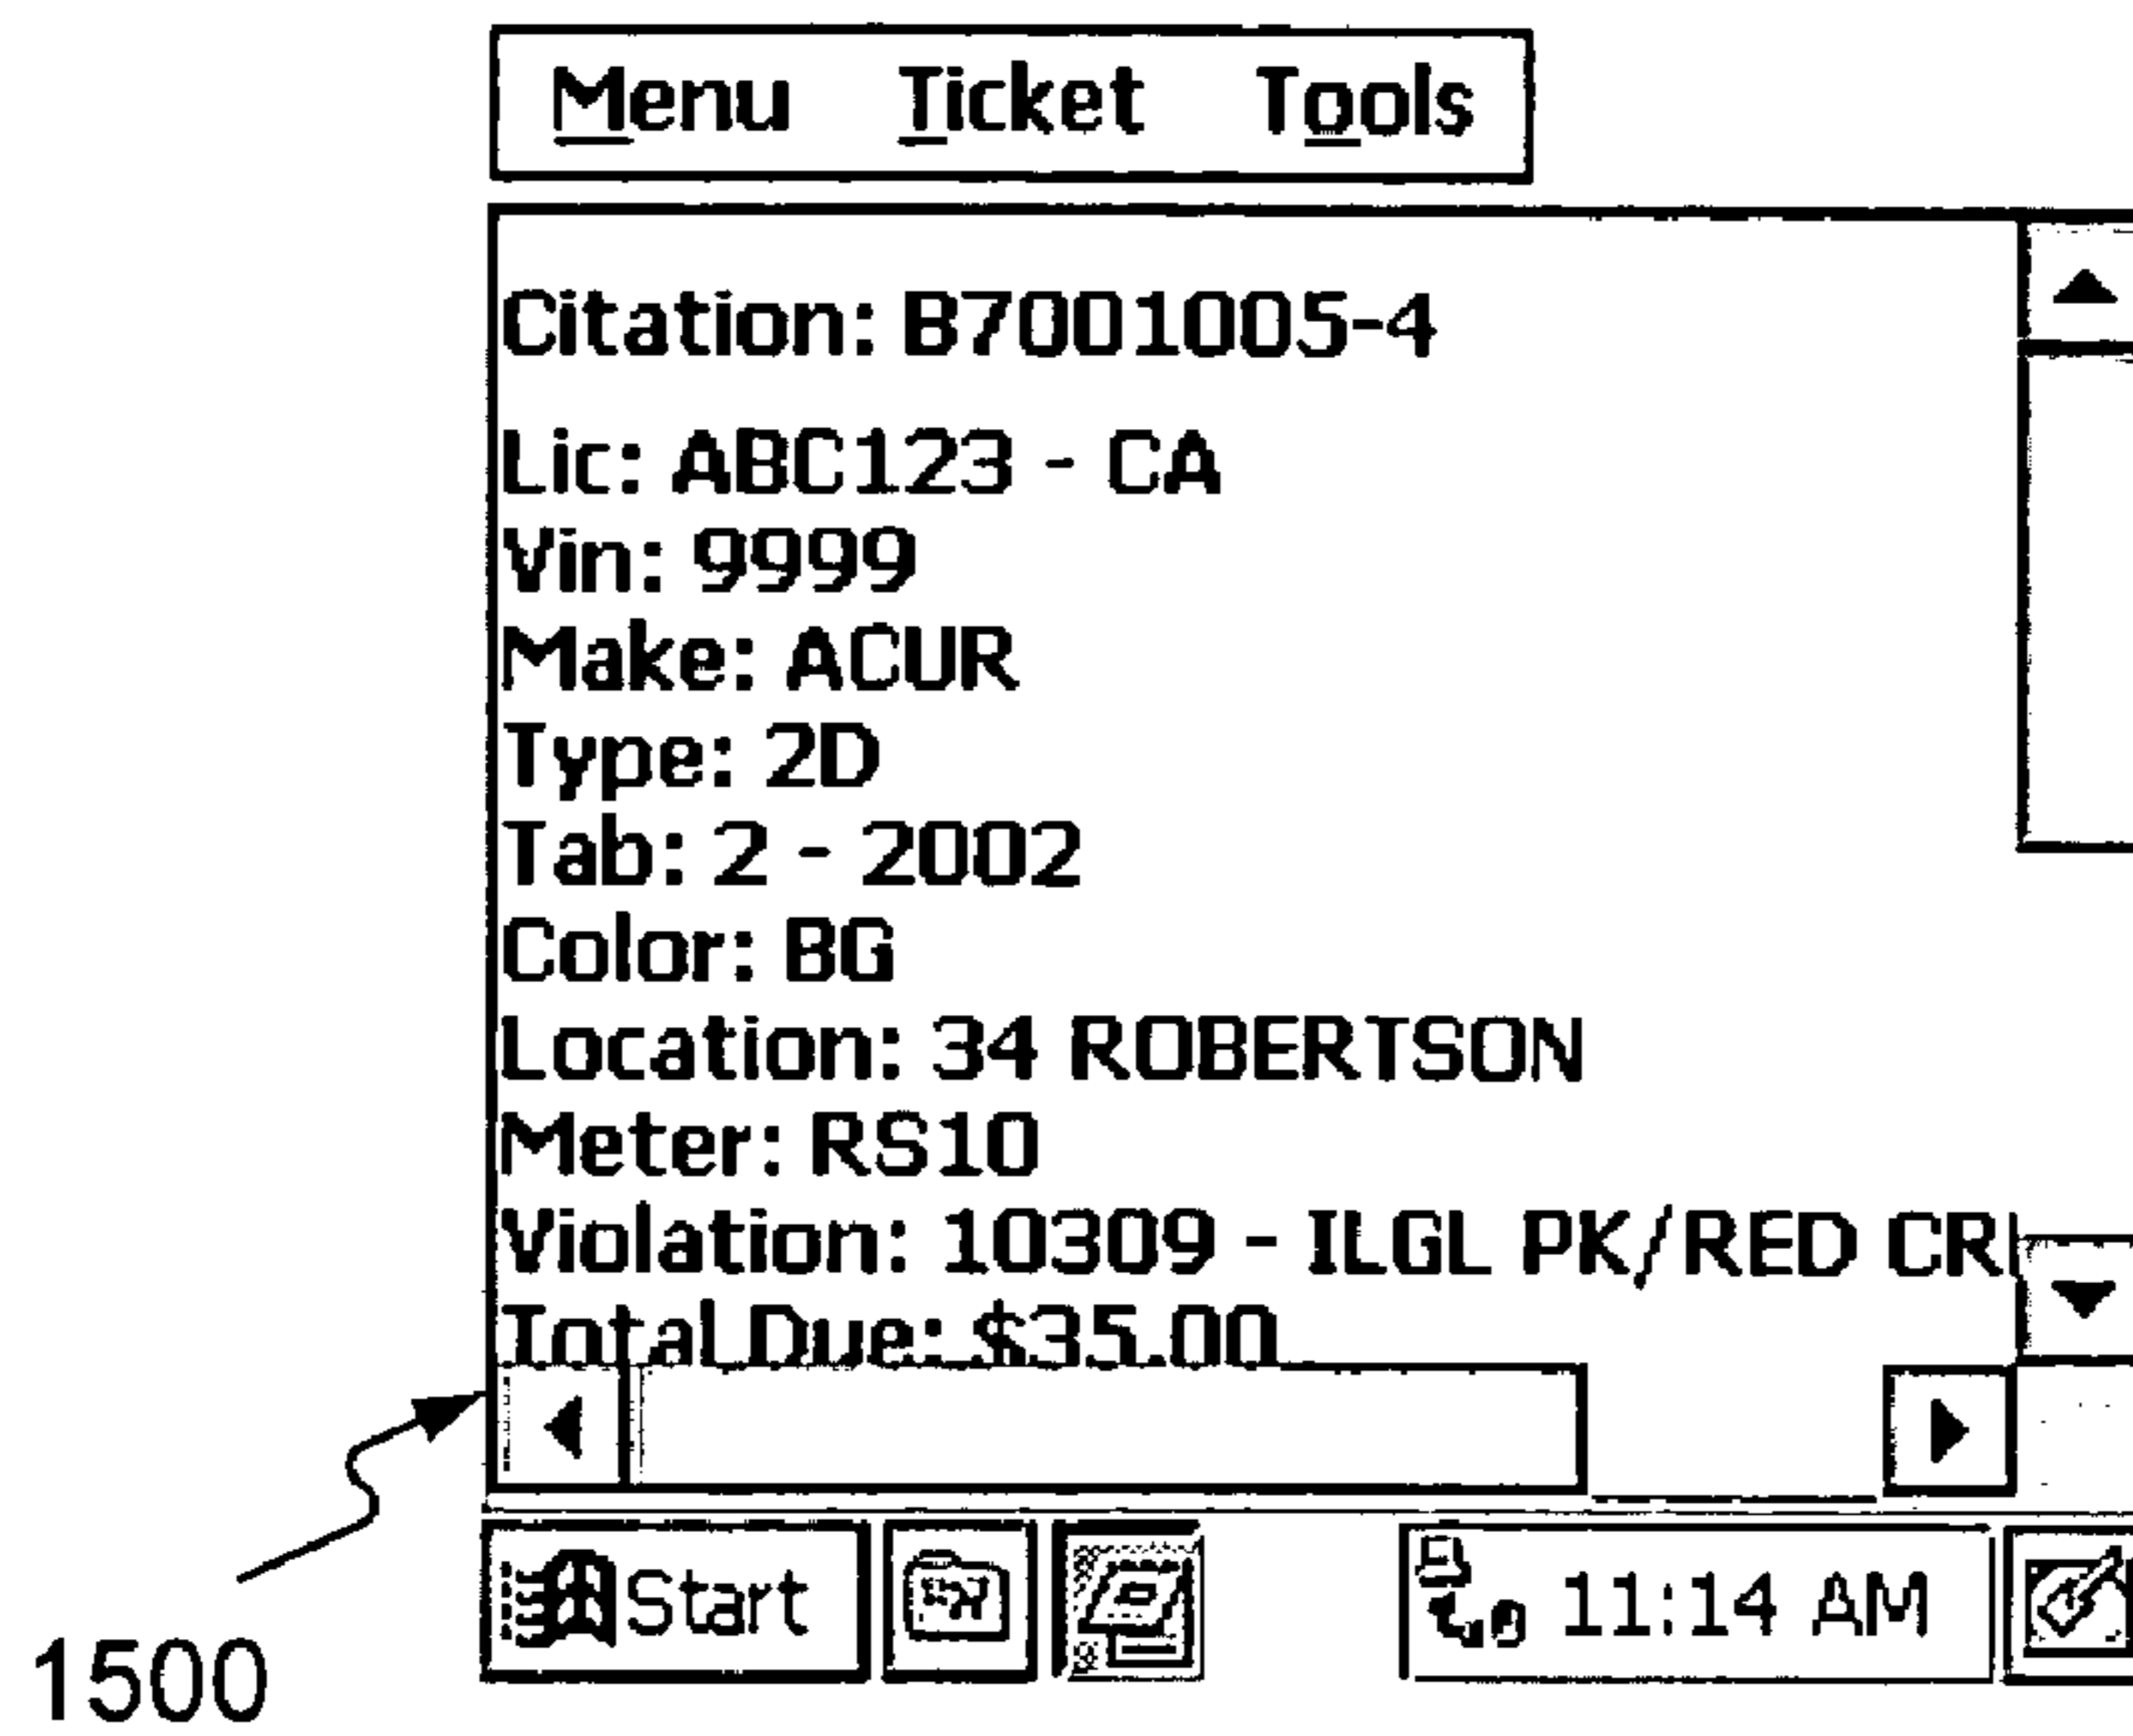 Menu Ticket Tools
Citation: B7001005-4
Lic: ABC123 - CA
Vin: 9999
Make: ACUR
Type: 2D
Tab: 2 - 2002
Color: BG
Location: 34 ROBERTSON
Meter: RS10
Violation: 10309 - ILGL PK/RED CR
Total Due: $35.00
Start 11:14 AM
1500